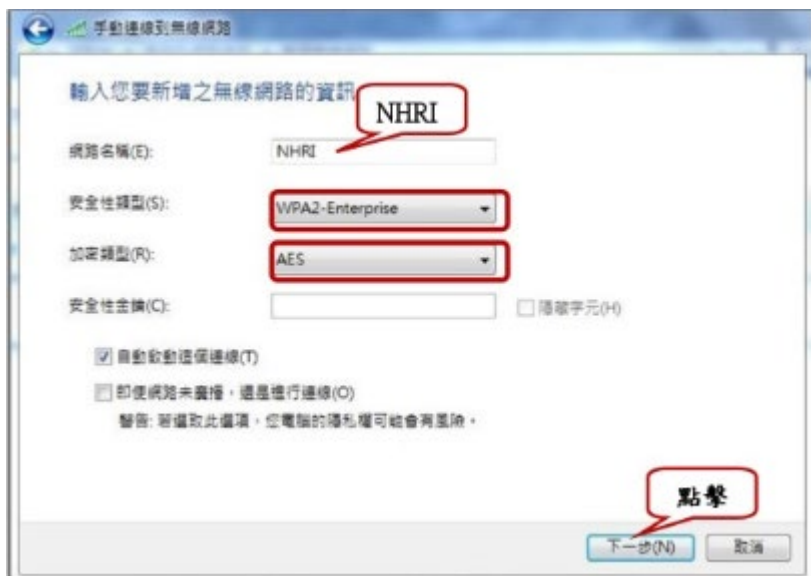 手動連線到無線網路
輸入您要新增之無線網路的資訊
NHRI
網路名稱(E): NHRI
安全性類型(S): WPA2-Enterprise
加密類型(R): AES
安全性金鑰(C): 隱藏字元(H)
自動啟動這個連線(T)
即使網路未廣播，還是進行連線(O)
警告: 若選取此選項，您電腦的隱私權可能會有風險。
點擊
下一步(N) 取消